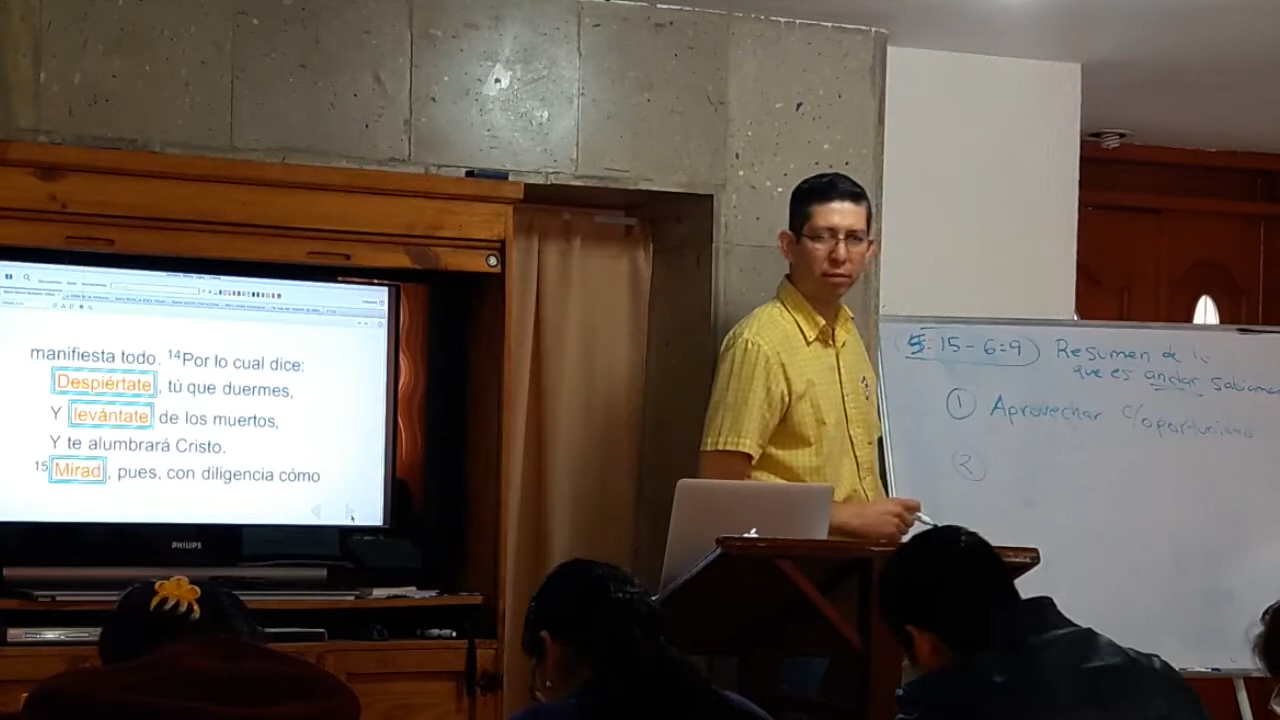 manifiesta todo. ¹⁴Por lo cual dice:
Despiértate, tú que duermes,
Y levántate de los muertos,
Y te alumbrará Cristo.
¹⁵Mirad, pues, con diligencia cómo
PHILIPS
5:15-6:9) Resumen de lo
que es andar sabiamen
① Aprovechar c/oportunidad
②